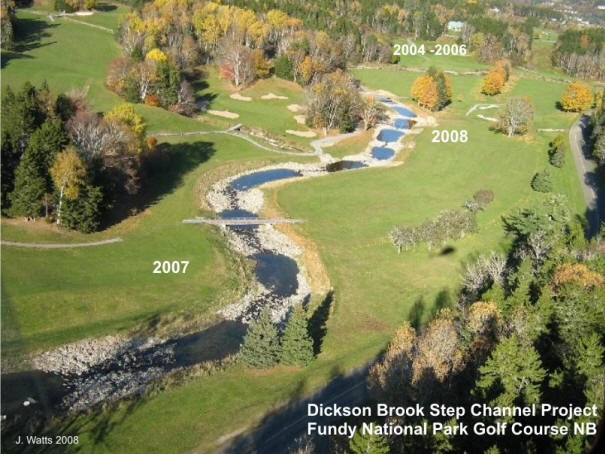 2004 -2006
2008
2007
Dickson Brook Step Channel Project
Fundy National Park Golf Course NB
J. Watts 2008